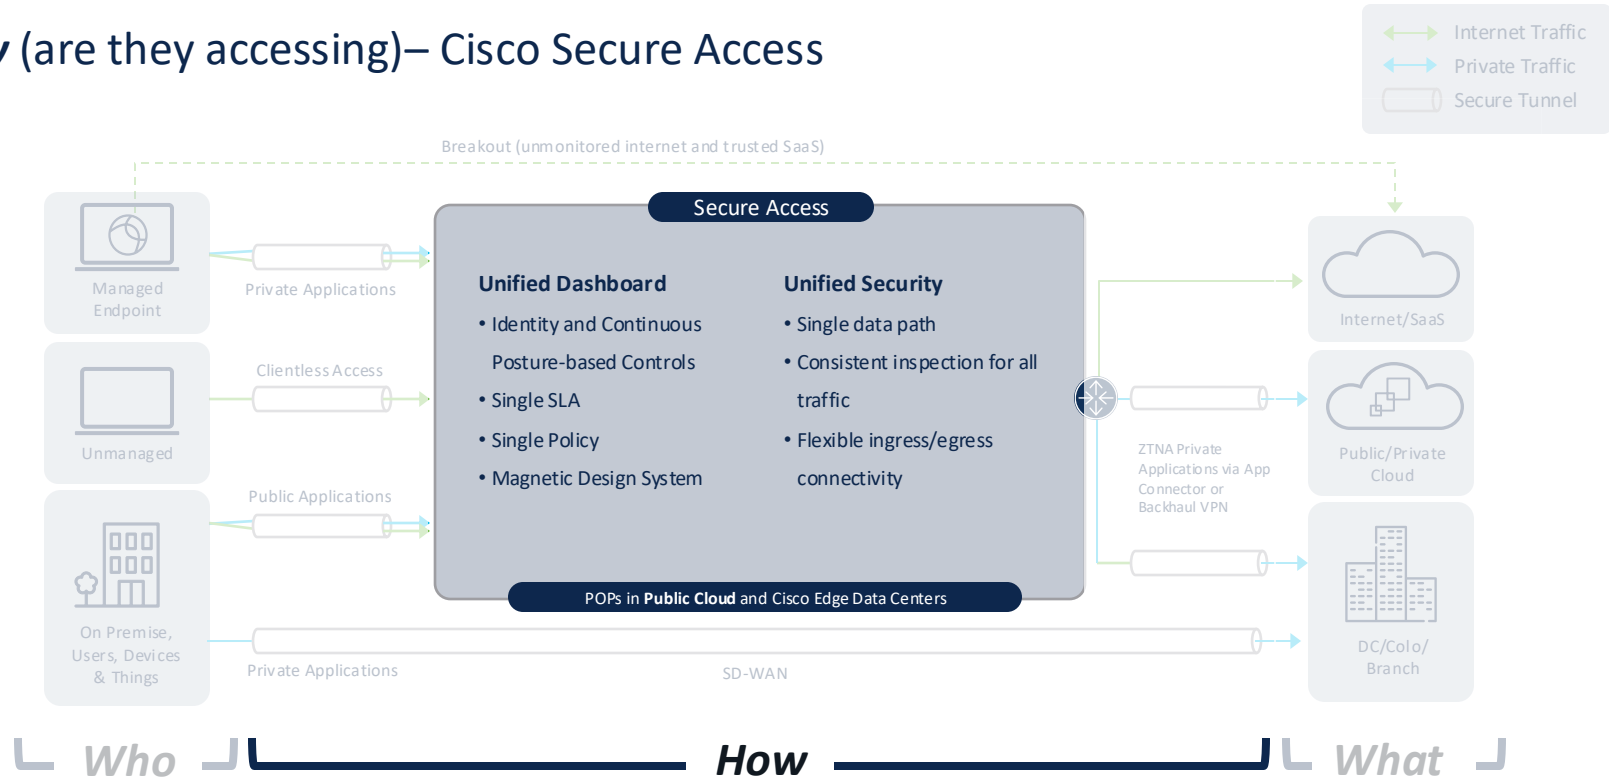 y (are they accessing)– Cisco Secure Access
Internet Traffic
Private Traffic
Secure Tunnel
Breakout (unmonitored internet and trusted SaaS)
Managed
Endpoint
Private Applications
Clientless Access
Unmanaged
Public Applications
On Premise,
Users, Devices
& Things
Private Applications
SD-WAN
Secure Access
Unified Dashboard
• Identity and Continuous
Posture-based Controls
• Single SLA
• Single Policy
• Magnetic Design System
Unified Security
• Single data path
• Consistent inspection for all
traffic
• Flexible ingress/egress
connectivity
POPs in Public Cloud and Cisco Edge Data Centers
ZTNA Private
Applications via App
Connector or
Backhaul VPN
Internet/SaaS
Public/Private
Cloud
DC/Colo/
Branch
Who
How
What